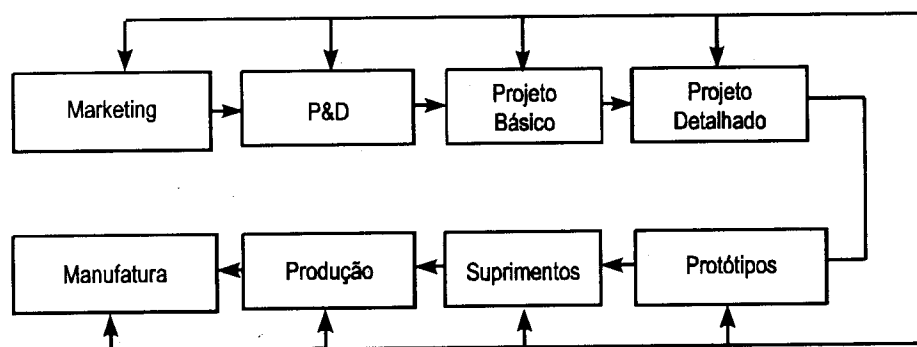 Marketing
P&D
Projeto
Básico
Projeto
Detalhado
Manufatura
Produção
Suprimentos
Protótipos